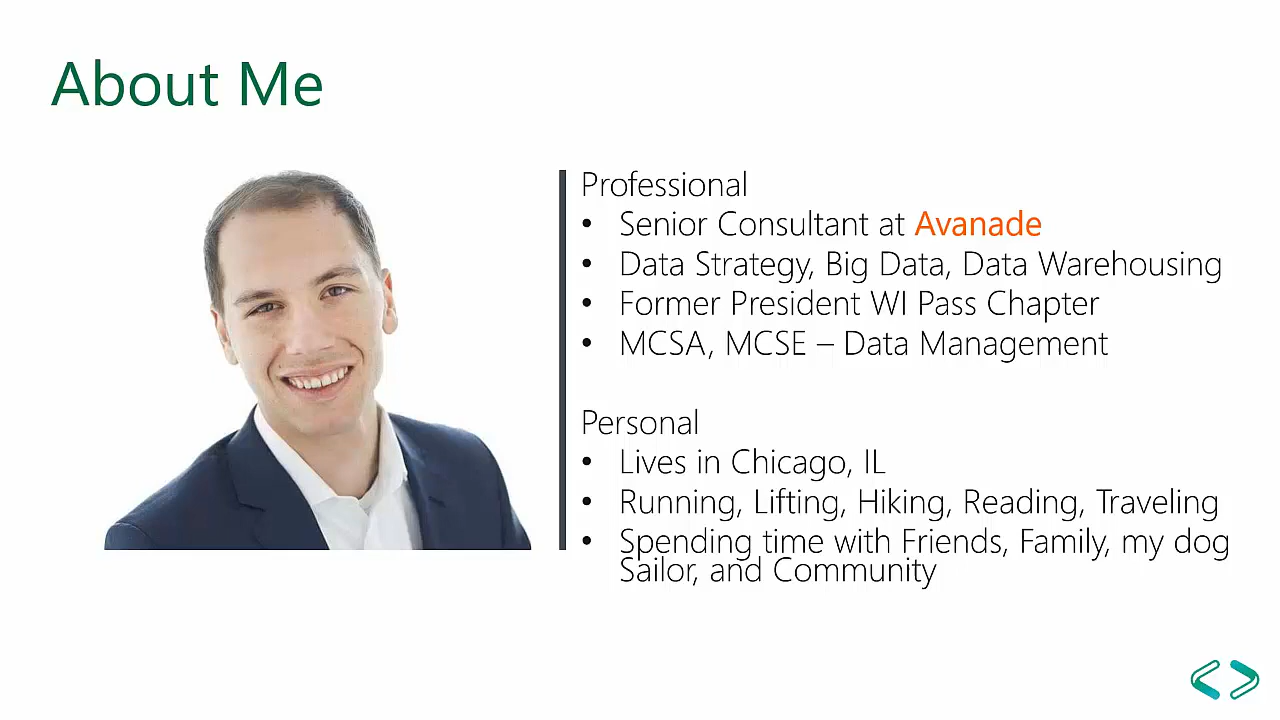 About Me
Professional
• Senior Consultant at Avanade
• Data Strategy, Big Data, Data Warehousing
• Former President WI Pass Chapter
• MCSA, MCSE – Data Management
Personal
• Lives in Chicago, IL
• Running, Lifting, Hiking, Reading, Traveling
• Spending time with Friends, Family, my dog
Sailor, and Community